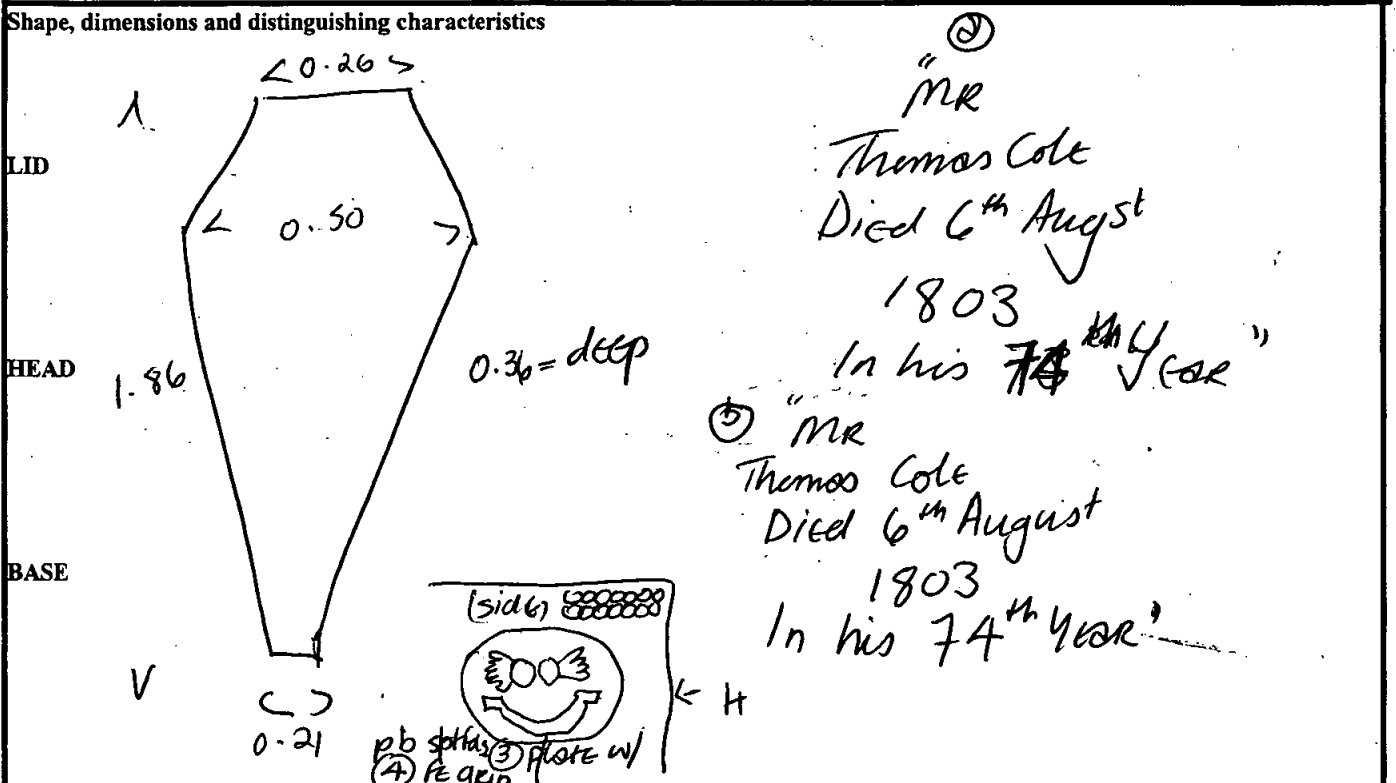 Shape, dimensions and distinguishing characteristics
< 0.26 >
LID
< 0.50 >
HEAD
1.86
0.36 = deep
BASE
0.21
"MR
Thomas Cole
Died 6th Augst
1803
In his 74th Year"
"MR
Thomas Cole
Died 6th August
1803
In his 74th Year"
(side)
← H
pb ③ plate w/
④ FE grip